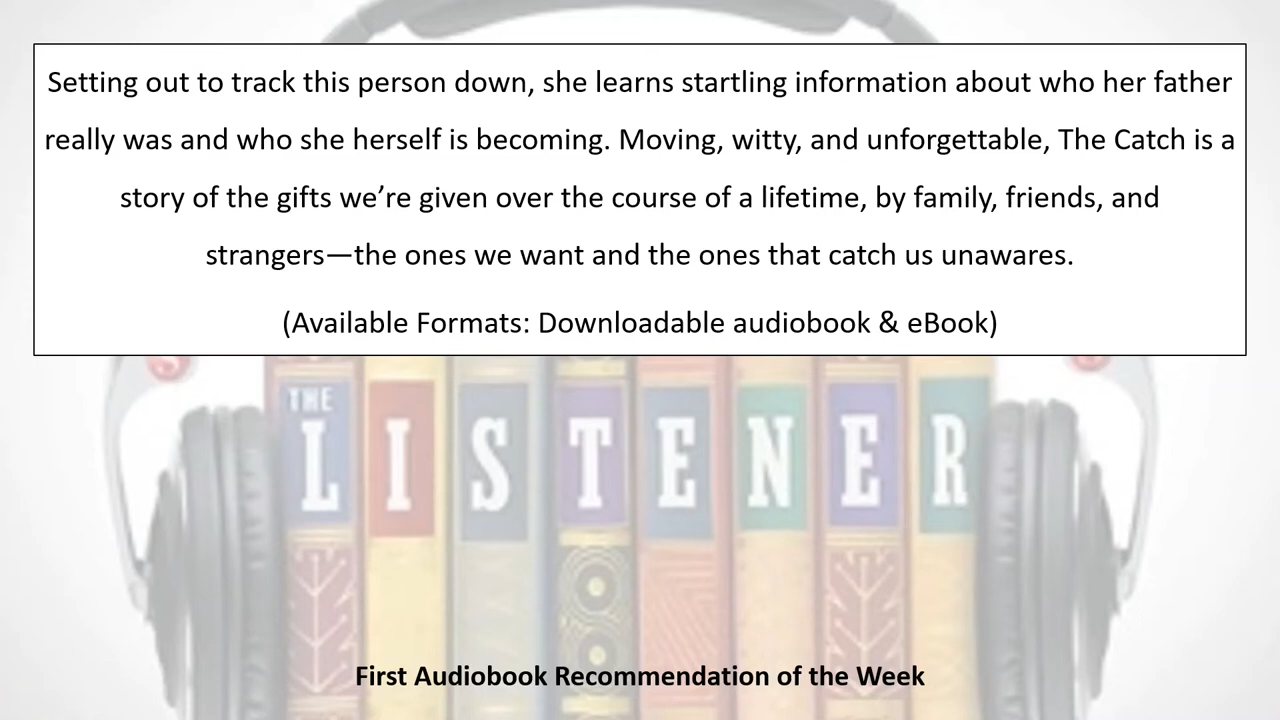 Setting out to track this person down, she learns startling information about who her father
really was and who she herself is becoming. Moving, witty, and unforgettable, The Catch is a
story of the gifts we’re given over the course of a lifetime, by family, friends, and
strangers—the ones we want and the ones that catch us unawares.
(Available Formats: Downloadable audiobook & eBook)
THE
LISTENER
First Audiobook Recommendation of the Week